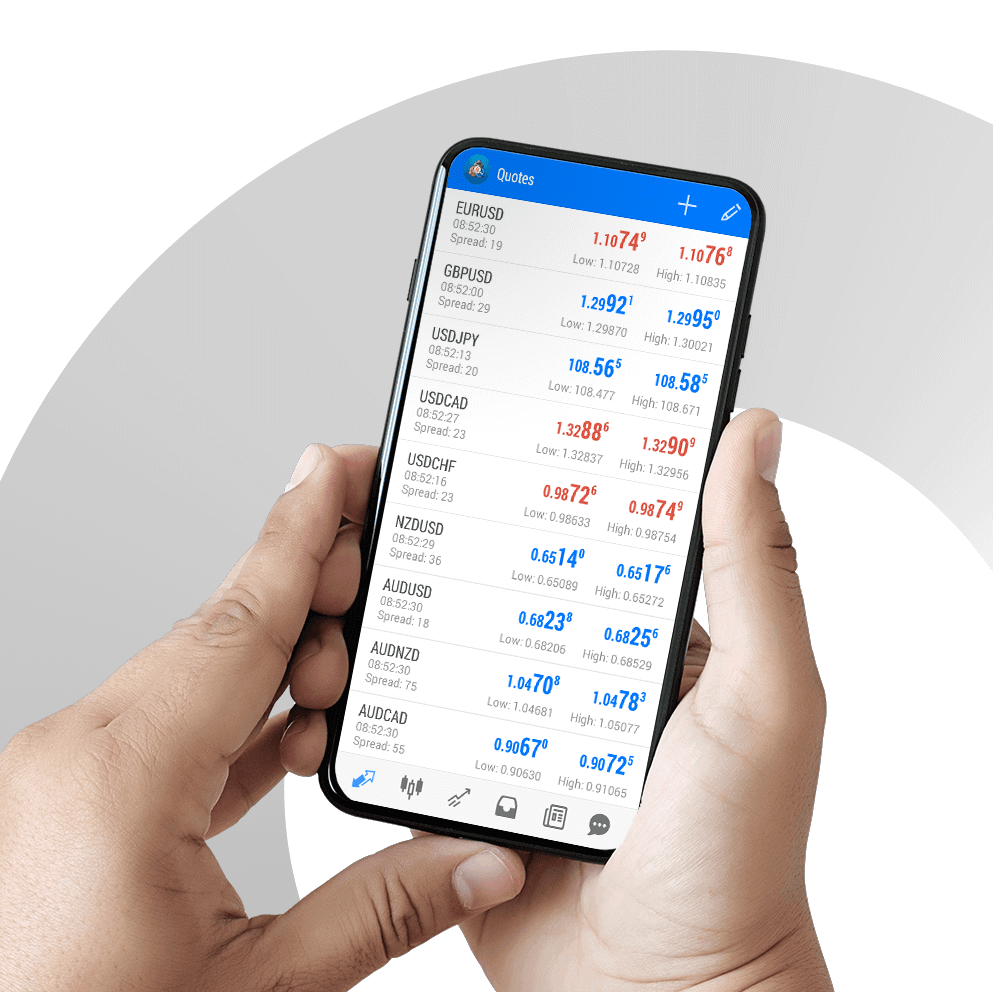 Quotes
EURUSD
08:52:30
Spread: 19
1.10749 1.10768
Low: 1.10728 High: 1.10835
GBPUSD
08:52:00
Spread: 29
1.29921 1.29950
Low: 1.29870 High: 1.30021
USDJPY
08:52:13
Spread: 20
108.565 108.585
Low: 108.477 High: 108.671
USDCAD
08:52:27
Spread: 23
1.32886 1.32909
Low: 1.32837 High: 1.32956
USDCHF
08:52:16
Spread: 23
0.98726 0.98749
Low: 0.98633 High: 0.98754
NZDUSD
08:52:29
Spread: 36
0.65140 0.65176
Low: 0.65089 High: 0.65272
AUDUSD
08:52:30
Spread: 18
0.68238 0.68256
Low: 0.68206 High: 0.68529
AUDNZD
08:52:30
Spread: 75
1.04708 1.04783
Low: 1.04681 High: 1.05077
AUDCAD
08:52:30
Spread: 55
0.90670 0.90725
Low: 0.90630 High: 0.91065